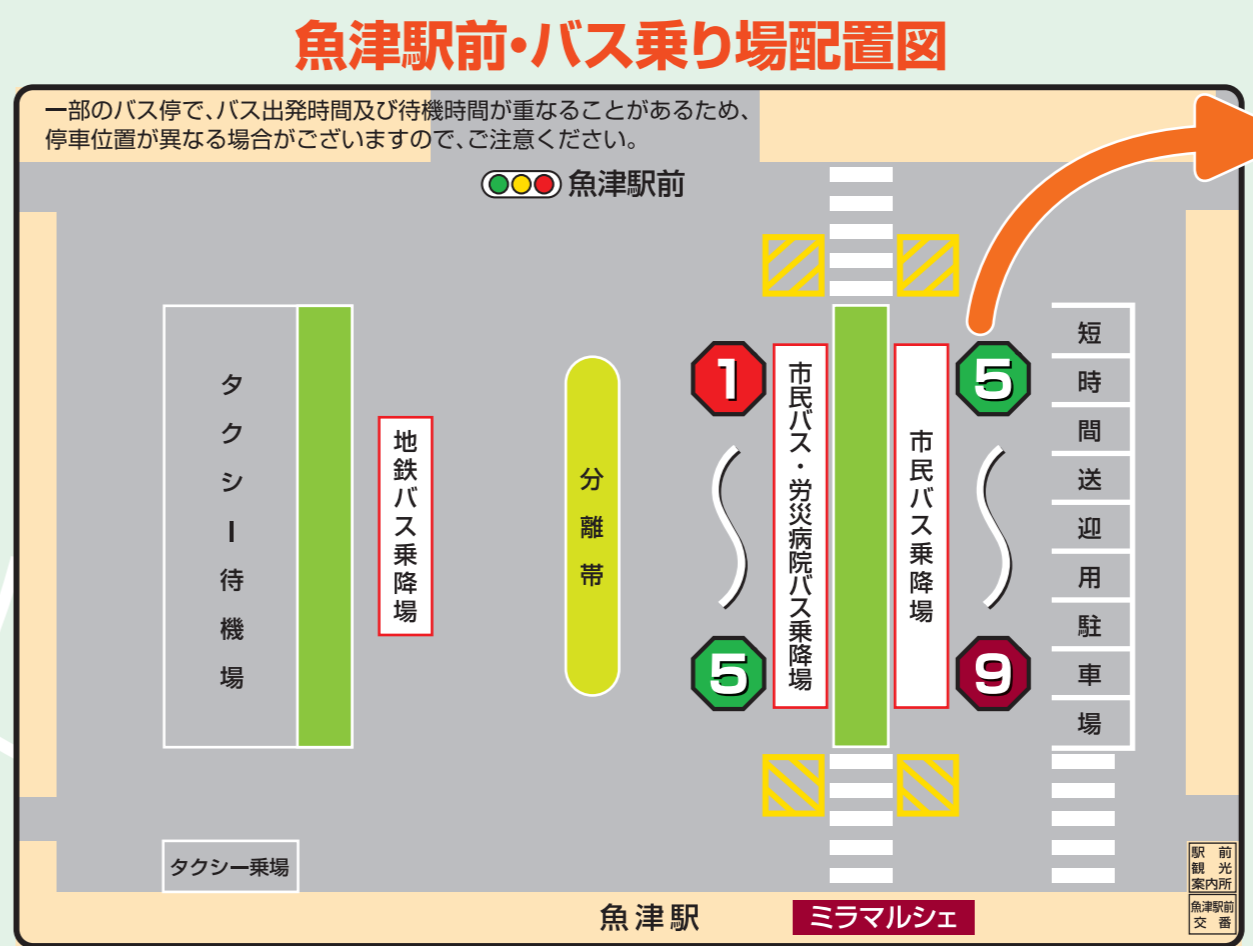 魚津駅前・バス乗り場配置図
一部のバス停で、バス出発時間及び待機時間が重なることがあるため、
停車位置が異なる場合がございますので、ご注意ください。
魚津駅前
タクシー待機場
地鉄バス乗降場
分離帯
1
5
市民バス・労災病院バス乗降場
市民バス乗降場
5
9
短時間送迎用駐車場
タクシー乗場
魚津駅
ミラマルシェ
駅前
観光
案内所
魚津駅前
交番